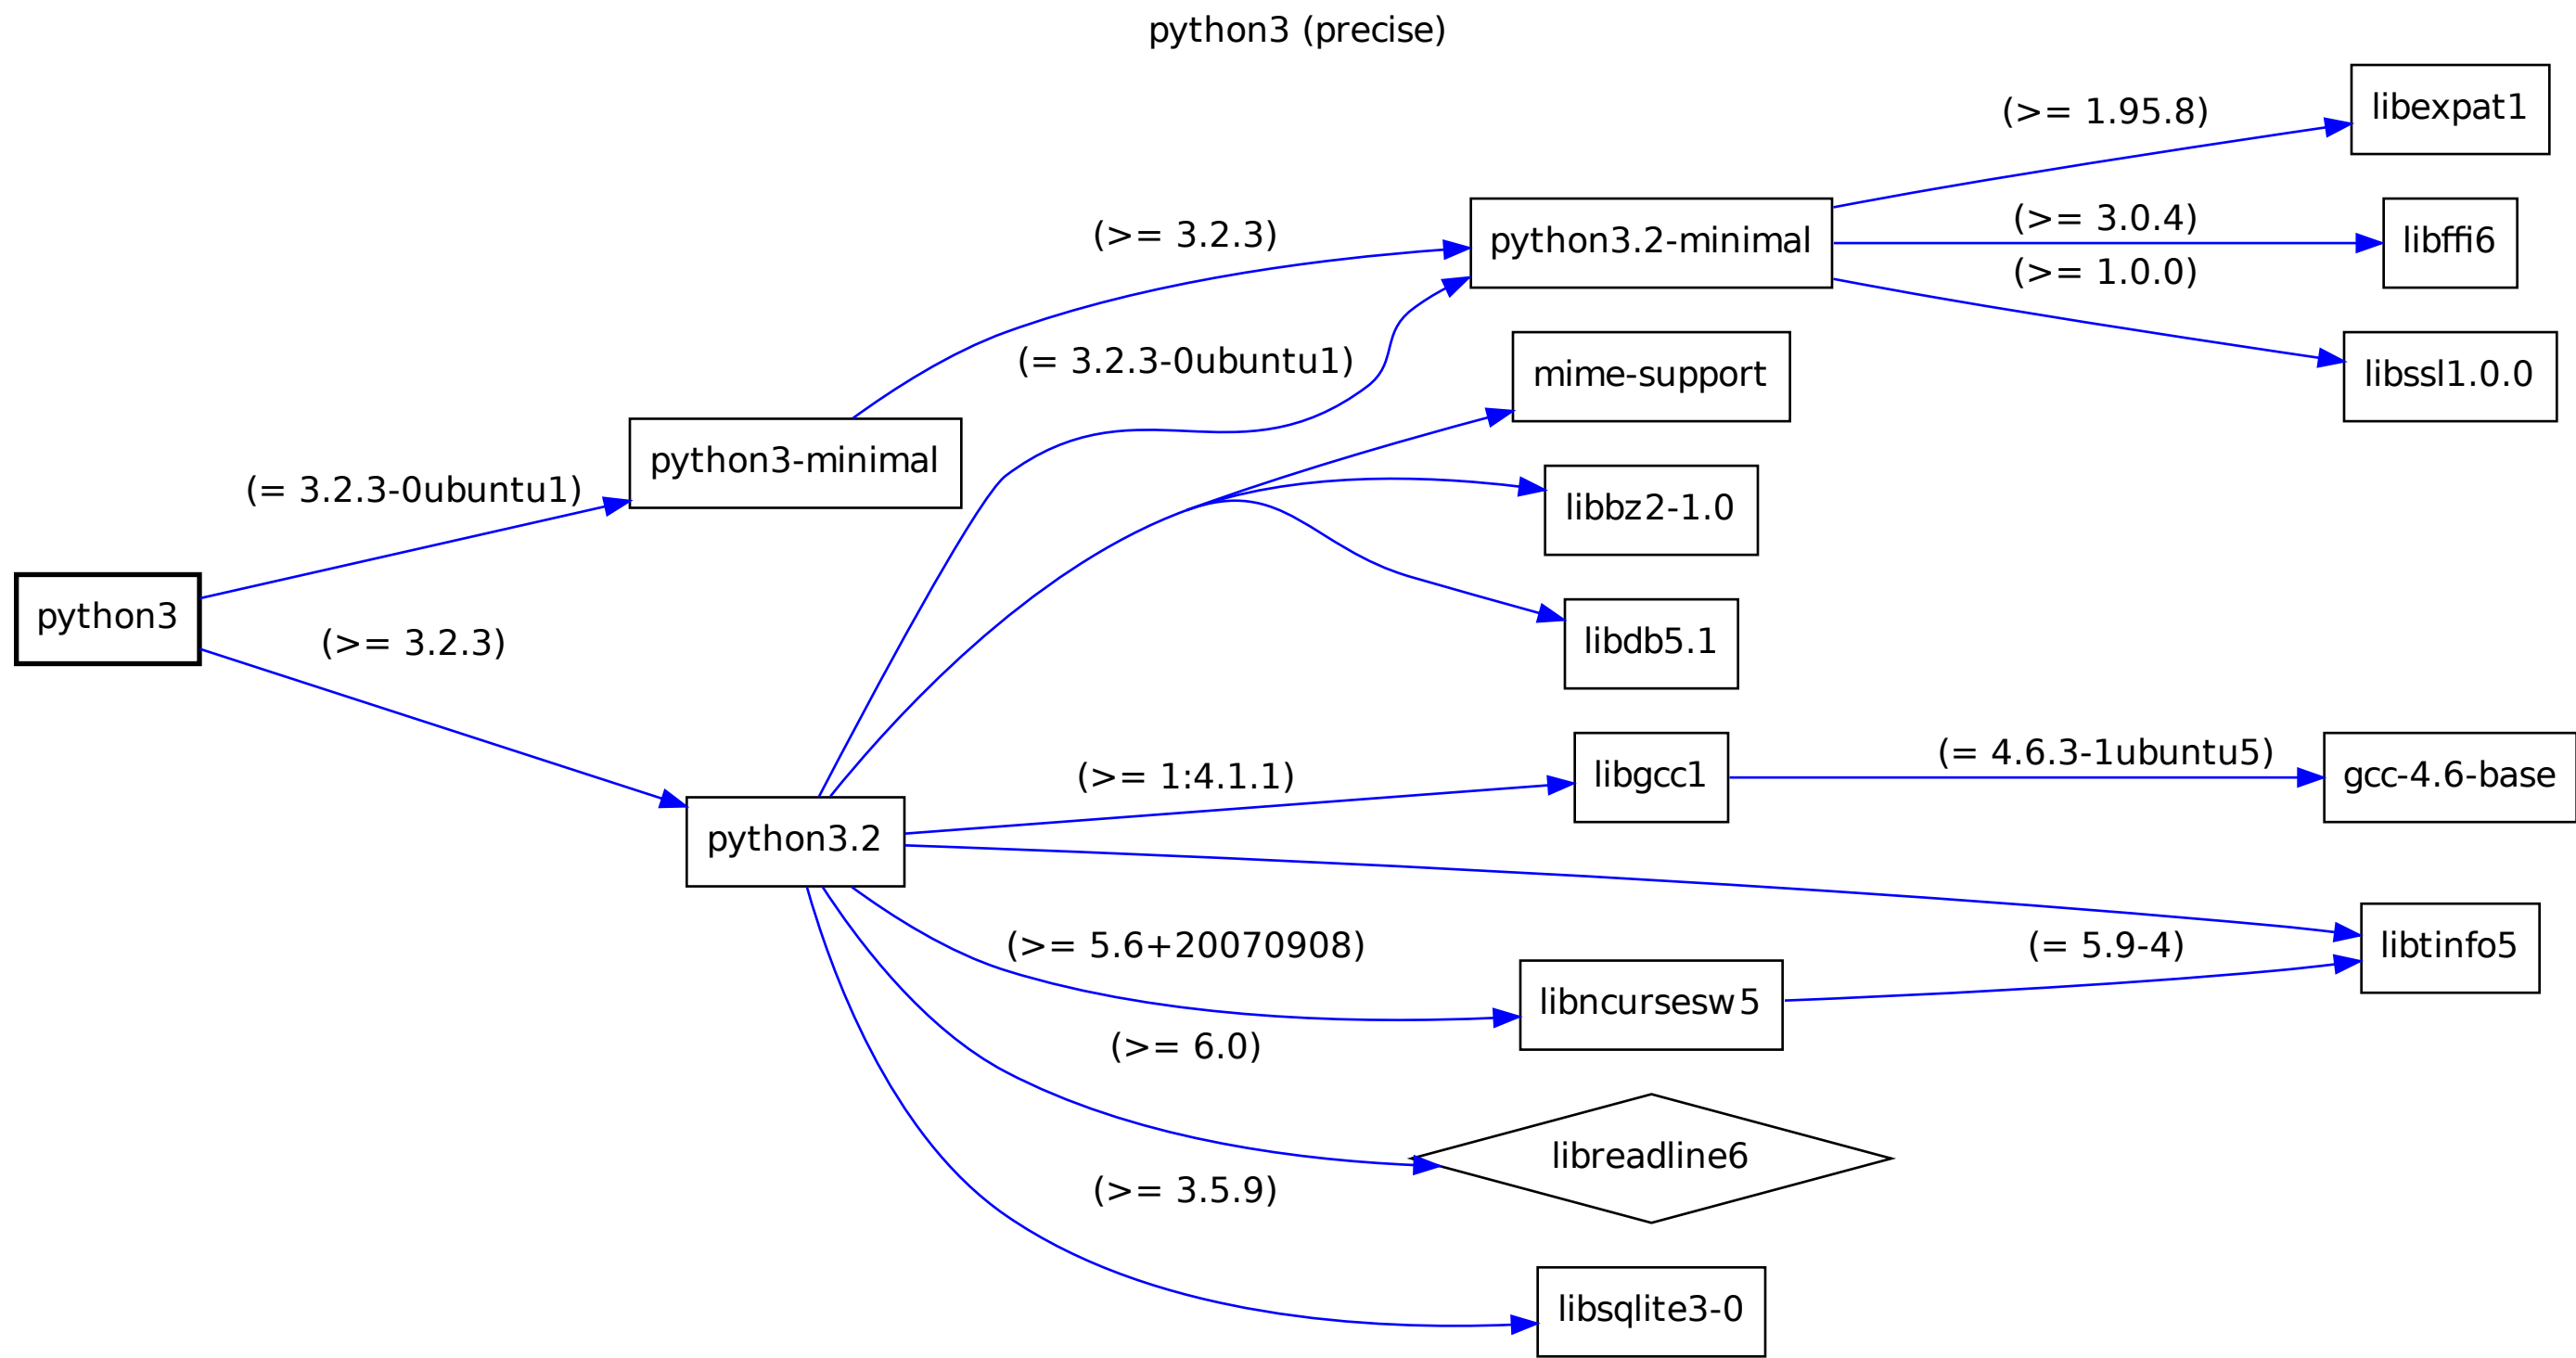 python3 (precise)
libexpat1
(>= 1.95.8)
(>= 3.0.4)
(>= 3.2.3)
python3.2-minimal
libffi6
(>= 1.0.0)
(= 3.2.3-0ubuntu1)
mime-support
libssl1.0.0
python3-minimal
(= 3.2.3-0ubuntu1)
libbz2-1.0
python3
(>= 3.2.3)
libdb5.1
(>= 1:4.1.1)
libgcc1
(= 4.6.3-1ubuntu5)
gcc-4.6-base
python3.2
(>= 5.6+20070908)
(= 5.9-4)
libtinfo5
libncursesw5
(>= 6.0)
libreadline6
(>= 3.5.9)
libsqlite3-0